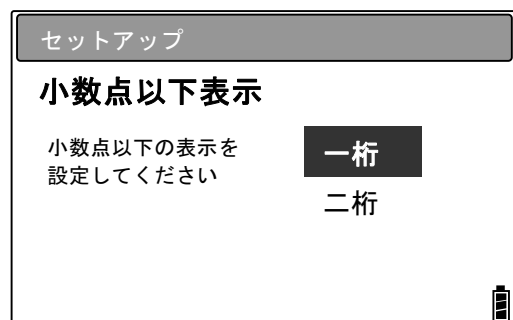 セットアップ
小数点以下表示
小数点以下の表示を
設定してください
一桁
二桁